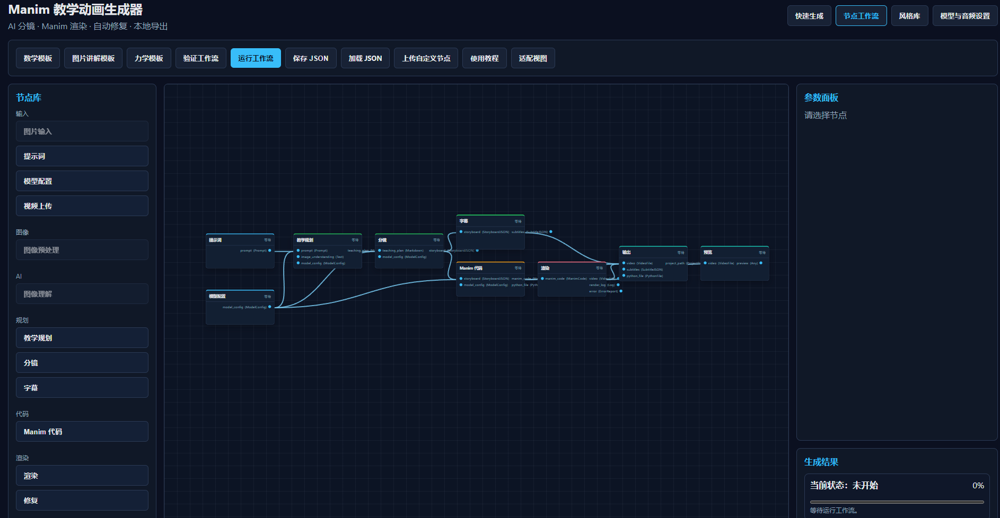 Manim 教学动画生成器
AI 分镜 · Manim 渲染 · 自动修复 · 本地导出
快速生成
节点工作流
风格库
模型与音频设置
数学模板
图片讲解模板
力学模板
验证工作流
运行工作流
保存 JSON
加载 JSON
上传自定义节点
使用教程
适配视图
节点库
输入
图片输入
提示词
模型配置
视频上传
图像
图像预处理
AI
图像理解
规划
教学规划
分镜
字幕
代码
Manim 代码
渲染
渲染
修复
提示词 等待
prompt (Prompt)
模型配置 等待
model_config (ModelConfig)
教学规划 等待
prompt (Prompt) teaching_plan
image_understanding (Text)
model_config (ModelConfig)
分镜 等待
teaching_plan (Markdown) storyboard (StoryboardJSON)
model_config (ModelConfig)
字幕 等待
storyboard (StoryboardJSON) subtitles (SubtitleJSON)
Manim 代码 等待
storyboard (StoryboardJSON) manim_code
model_config (ModelConfig) python_file
渲染 等待
manim_code (ManimCode) video (VideoFile)
render_log (Log)
error (ErrorReport)
输出 等待
video (VideoFile) project_path
subtitles (SubtitleJSON)
python_file (PythonFile)
预览 等待
video (VideoFile) preview (Any)
参数面板
请选择节点
生成结果
当前状态：未开始 0%
等待运行工作流。